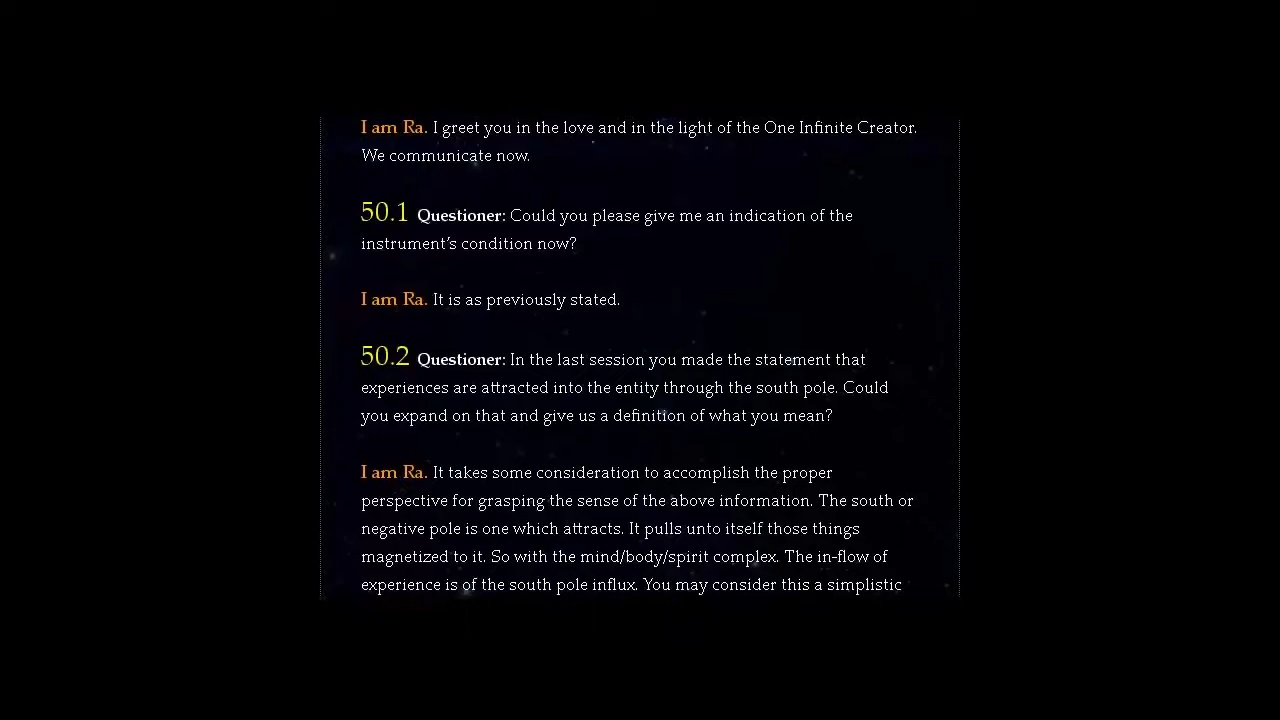 I am Ra. I greet you in the love and in the light of the One Infinite Creator.
We communicate now.
50.1 Questioner: Could you please give me an indication of the
instrument's condition now?
I am Ra. It is as previously stated.
50.2 Questioner: In the last session you made the statement that
experiences are attracted into the entity through the south pole. Could
you expand on that and give us a definition of what you mean?
I am Ra. It takes some consideration to accomplish the proper
perspective for grasping the sense of the above information. The south or
negative pole is one which attracts. It pulls unto itself those things
magnetized to it. So with the mind/body/spirit complex. The in-flow of
experience is of the south pole influx. You may consider this a simplistic